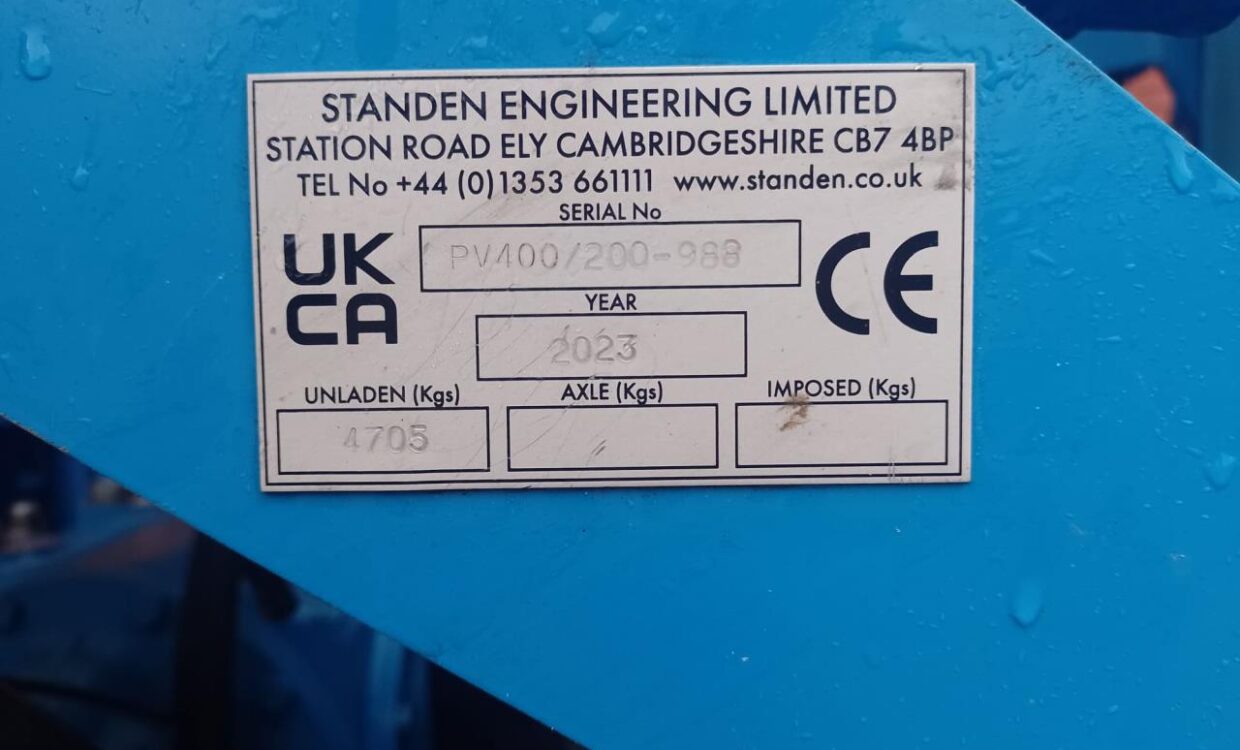 STANDEN ENGINEERING LIMITED
STATION ROAD ELY CAMBRIDGESHIRE CB7 4BP
TEL No +44 (0)1353 661111 www.standen.co.uk
SERIAL No
PV400/200-988
UK
CA
CE
YEAR
2023
UNLADEN (Kgs) AXLE (Kgs) IMPOSED (Kgs)
4705